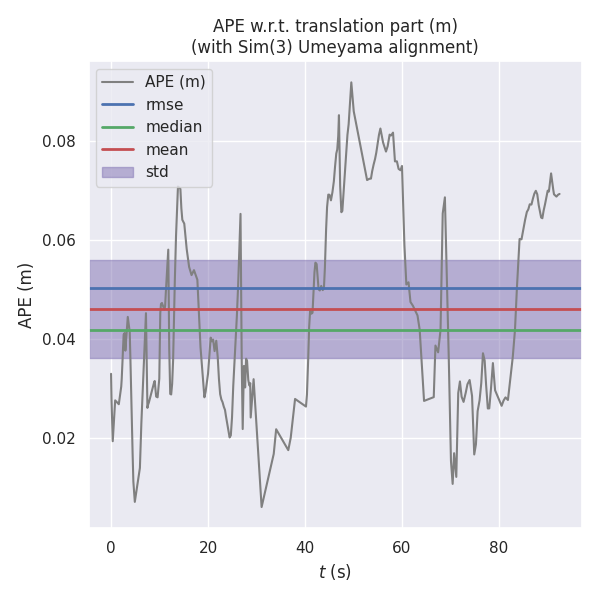 APE w.r.t. translation part (m)
(with Sim(3) Umeyama alignment)
APE (m)
rmse
median
mean
std
0.08
0.06
0.04
0.02
APE (m)
0 20 40 60 80
t (s)